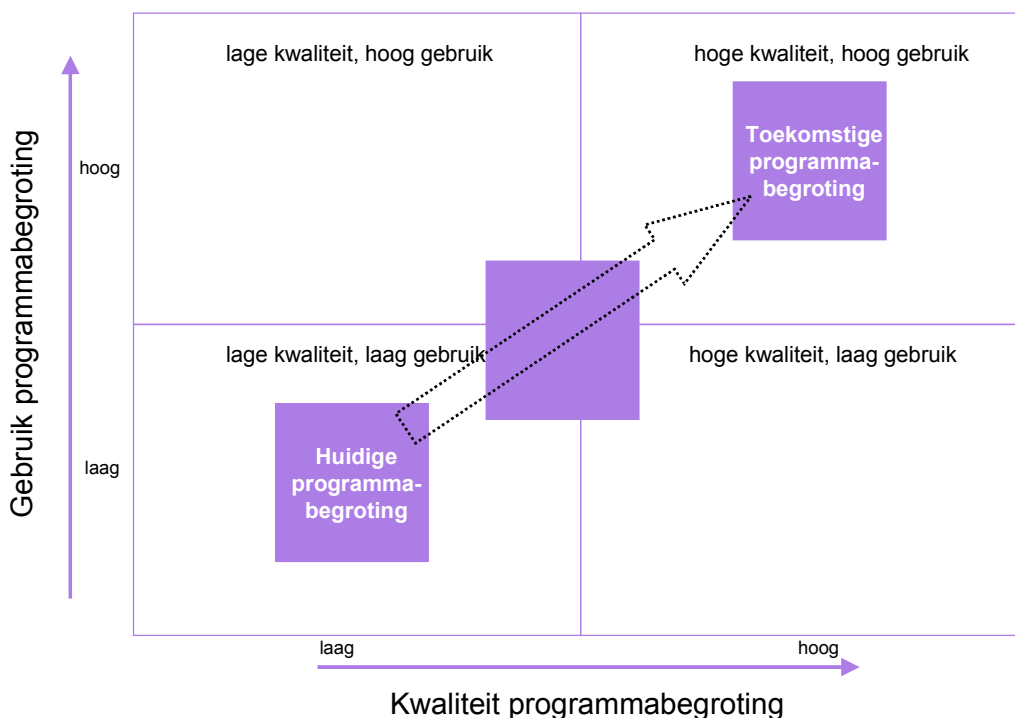 lage kwaliteit, hoog gebruik
hoge kwaliteit, hoog gebruik
Toekomstige
programma-
begroting
hoog
Gebruik programmabegroting
lage kwaliteit, laag gebruik
hoge kwaliteit, laag gebruik
laag
Huidige
programma-
begroting
laag
hoog
Kwaliteit programmabegroting